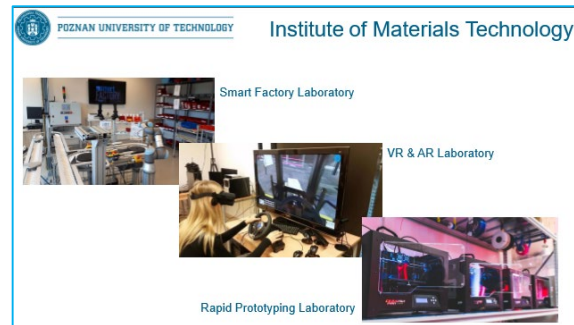 POZNAN UNIVERSITY OF TECHNOLOGY
Institute of Materials Technology
Smart Factory Laboratory
VR & AR Laboratory
Rapid Prototyping Laboratory